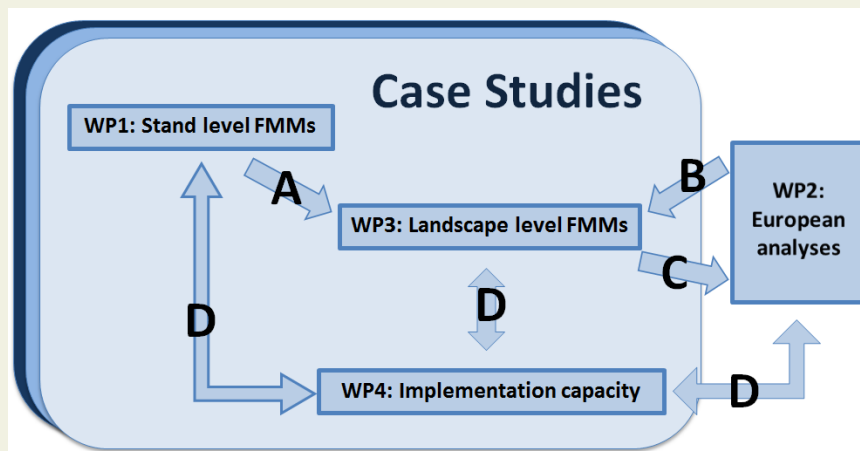 Case Studies
WP1: Stand level FMMs
A
B
WP2:
European
analyses
WP3: Landscape level FMMs
C
D
D
WP4: Implementation capacity
D